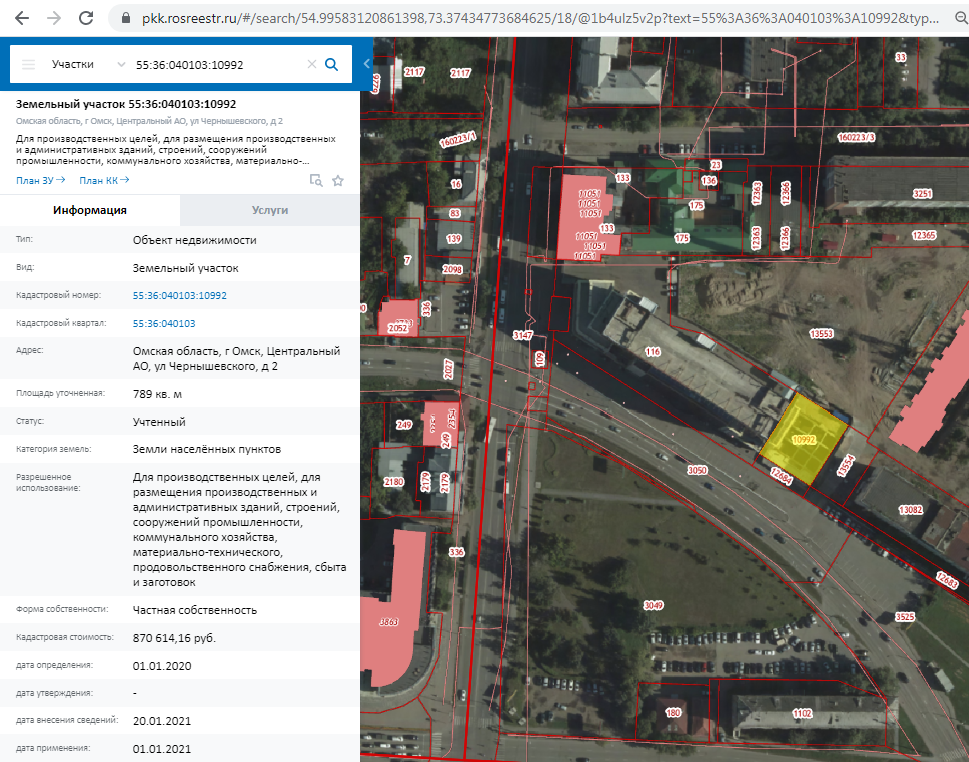 pkk.rosreestr.ru/#/search/54.99583120861398,73.37434773684625/18/@1b4ulz5v2p?text=55%3A36%3A040103%3A10992&typ...
Участки
55:36:040103:10992
Земельный участок 55:36:040103:10992
Омская область, г Омск, Центральный АО, ул Чернышевского, д 2
Для производственных целей, для размещения производственных
и административных зданий, строений, сооружений
промышленности, коммунального хозяйства, материально-...
План ЗУ→ План КК→
Информация
Услуги
Тип: Объект недвижимости
Вид: Земельный участок
Кадастровый номер: 55:36:040103:10992
Кадастровый квартал: 55:36:040103
Адрес: Омская область, г Омск, Центральный
АО, ул Чернышевского, д 2
Площадь уточненная: 789 кв. м
Статус: Учтенный
Категория земель: Земли населённых пунктов
Разрешенное
использование:
Для производственных целей, для
размещения производственных и
административных зданий, строений,
сооружений промышленности,
коммунального хозяйства,
материально-технического,
продовольственного снабжения, сбыта
и заготовок
Форма собственности: Частная собственность
Кадастровая стоимость: 870 614,16 руб.
дата определения: 01.01.2020
дата утверждения: -
дата внесения сведений: 20.01.2021
дата применения: 01.01.2021
2117
2117
33
160223/1
160223/3
16
133
23
136
12363
12366
3251
11051
11051
11051
83
175
133
139
11051
11051
11051
175
12363
12366
12365
7
2098
336
2052
3147
13553
109
116
2027
249
2354
249
10992
2180
2179
2179
3050
12684
13554
13082
336
12683
3863
3049
3525
180
1102